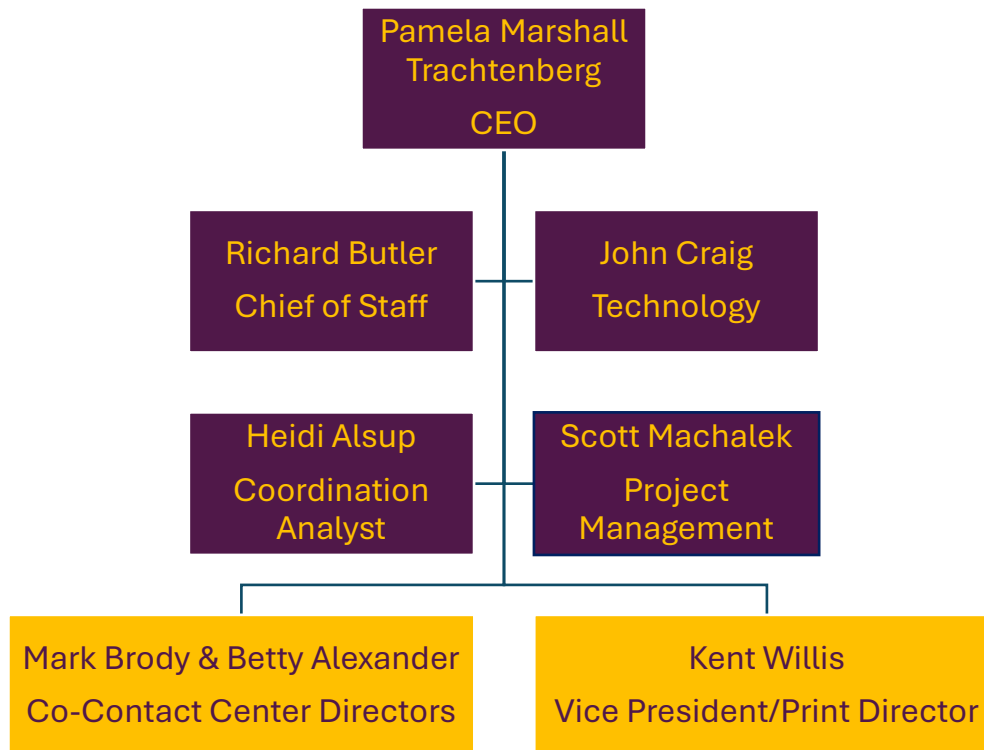 Pamela Marshall
Trachtenberg
CEO
Richard Butler
Chief of Staff
John Craig
Technology
Heidi Alsup
Coordination
Analyst
Scott Machalek
Project
Management
Mark Brody & Betty Alexander
Co-Contact Center Directors
Kent Willis
Vice President/Print Director